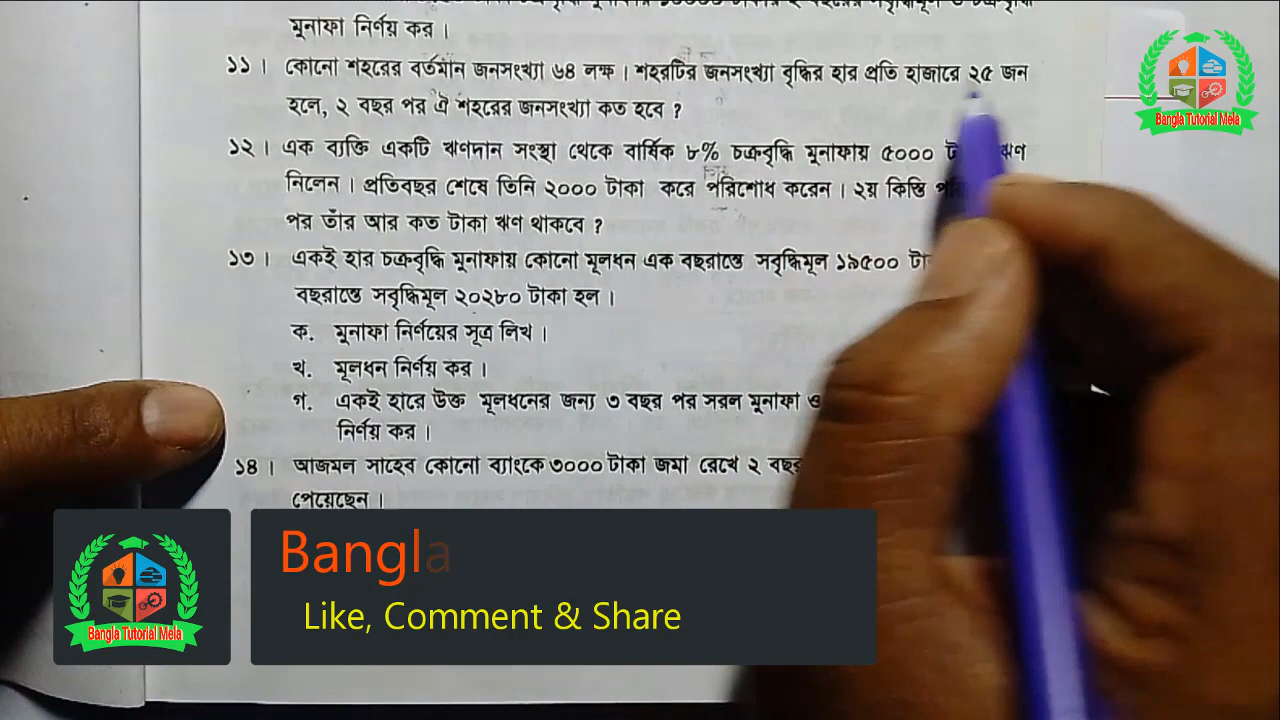 মুনাফা নির্ণয় কর ।
১১ । কোনো শহরের বর্তমান জনসংখ্যা ৬৪ লক্ষ । শহরটির জনসংখ্যা বৃদ্ধির হার প্রতি হাজারে ২৫ জন
হলে, ২ বছর পর ঐ শহরের জনসংখ্যা কত হবে ?
১২ । এক ব্যক্তি একটি ঋণদান সংস্থা থেকে বার্ষিক ৮% চক্রবৃদ্ধি মুনাফায় ৫০০০ ঋণ
নিলেন । প্রতিবছর শেষে তিনি ২০০০ টাকা করে পরিশোধ করেন । ২য় কিস্তি
পর তাঁর আর কত টাকা ঋণ থাকবে ?
১৩ । একই হার চক্রবৃদ্ধি মুনাফায় কোনো মূলধন এক বছরান্তে সবৃদ্ধিমূল ১৯৫০০
বছরান্তে সবৃদ্ধিমূল ২০২৮০ টাকা হল ।
ক. মুনাফা নির্ণয়ের সূত্র লিখ ।
খ. মূলধন নির্ণয় কর ।
গ. একই হারে উক্ত মূলধনের জন্য ৩ বছর পর সরল মুনাফা ও
নির্ণয় কর ।
১৪ । আজমল সাহেব কোনো ব্যাংকে ৩০০০ টাকা জমা রেখে ২ বছর
পেয়েছেন ।
Bangla Tutorial Mela
Bangla
Like, Comment & Share
Bangla Tutorial Mela